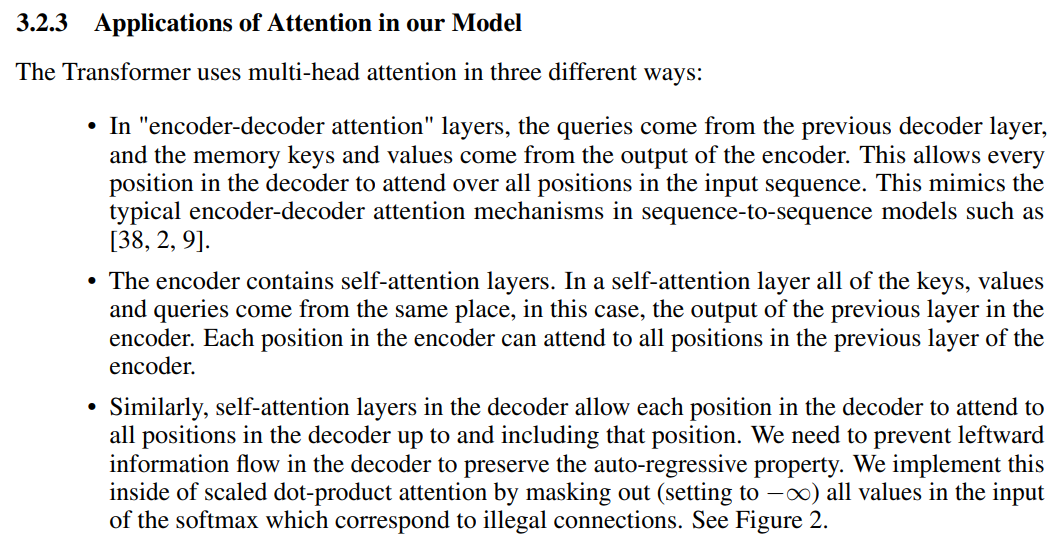 3.2.3 Applications of Attention in our Model
The Transformer uses multi-head attention in three different ways:
• In "encoder-decoder attention" layers, the queries come from the previous decoder layer,
and the memory keys and values come from the output of the encoder. This allows every
position in the decoder to attend over all positions in the input sequence. This mimics the
typical encoder-decoder attention mechanisms in sequence-to-sequence models such as
[38, 2, 9].
• The encoder contains self-attention layers. In a self-attention layer all of the keys, values
and queries come from the same place, in this case, the output of the previous layer in the
encoder. Each position in the encoder can attend to all positions in the previous layer of the
encoder.
• Similarly, self-attention layers in the decoder allow each position in the decoder to attend to
all positions in the decoder up to and including that position. We need to prevent leftward
information flow in the decoder to preserve the auto-regressive property. We implement this
inside of scaled dot-product attention by masking out (setting to −∞) all values in the input
of the softmax which correspond to illegal connections. See Figure 2.